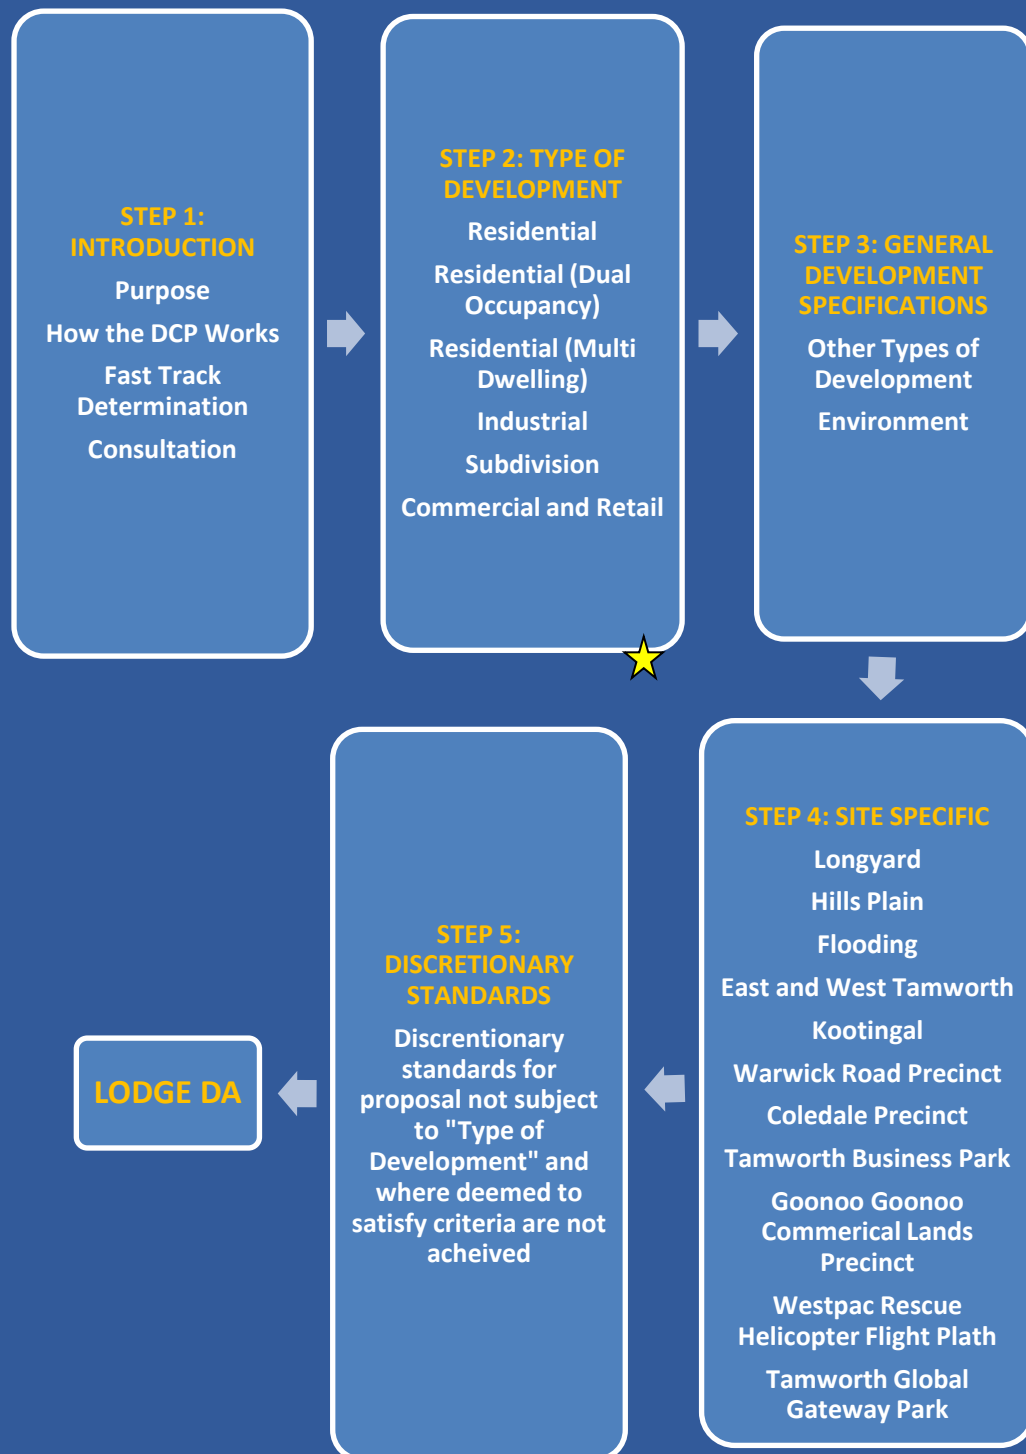 STEP 1:
INTRODUCTION
Purpose
How the DCP Works
Fast Track
Determination
Consultation
STEP 2: TYPE OF
DEVELOPMENT
Residential
Residential (Dual
Occupancy)
Residential (Multi
Dwelling)
Industrial
Subdivision
Commercial and Retail
STEP 3: GENERAL
DEVELOPMENT
SPECIFICATIONS
Other Types of
Development
Environment
STEP 4: SITE SPECIFIC
Longyard
Hills Plain
Flooding
East and West Tamworth
Kootingal
Warwick Road Precinct
Coledale Precinct
Tamworth Business Park
Goonoo Goonoo
Commerical Lands
Precinct
Westpac Rescue
Helicopter Flight Plath
Tamworth Global
Gateway Park
STEP 5:
DISCRETIONARY
STANDARDS
Discrentionary
standards for
proposal not subject
to "Type of
Development" and
where deemed to
satisfy criteria are not
acheived
LODGE DA